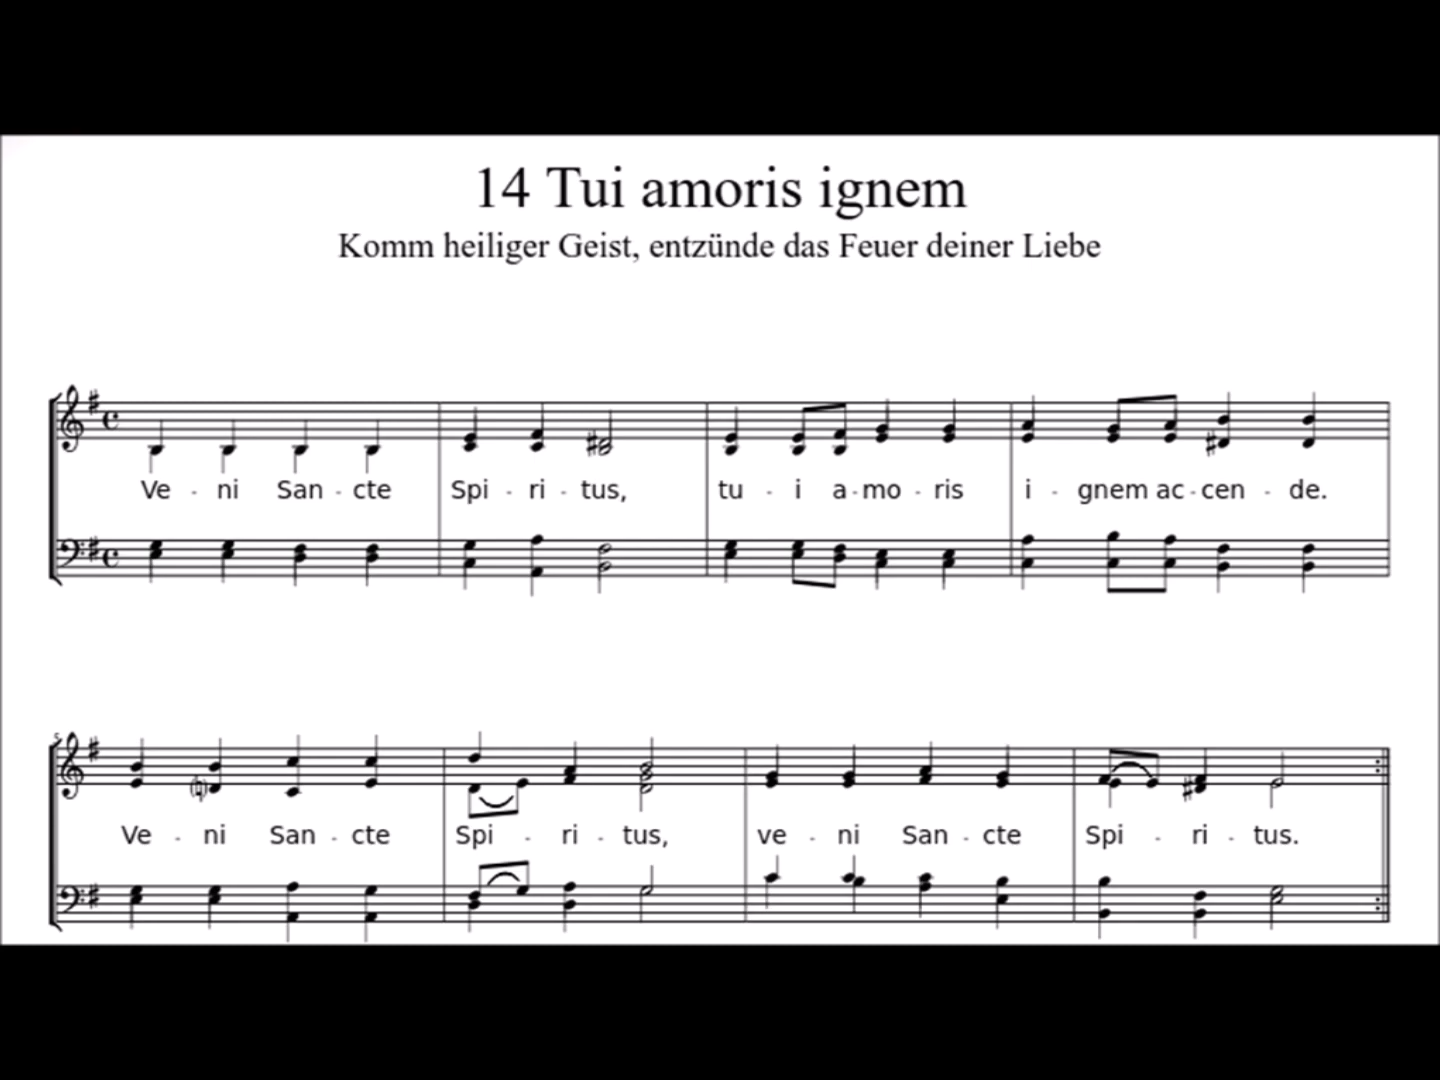 14 Tui amoris ignem
Komm heiliger Geist, entzünde das Feuer deiner Liebe
Ve - ni San - cte Spi - ri - tus, tu - i a - mo - ris i - gnem ac - cen - de.
5
Ve - ni San - cte Spi - ri - tus, ve - ni San - cte Spi - ri - tus.